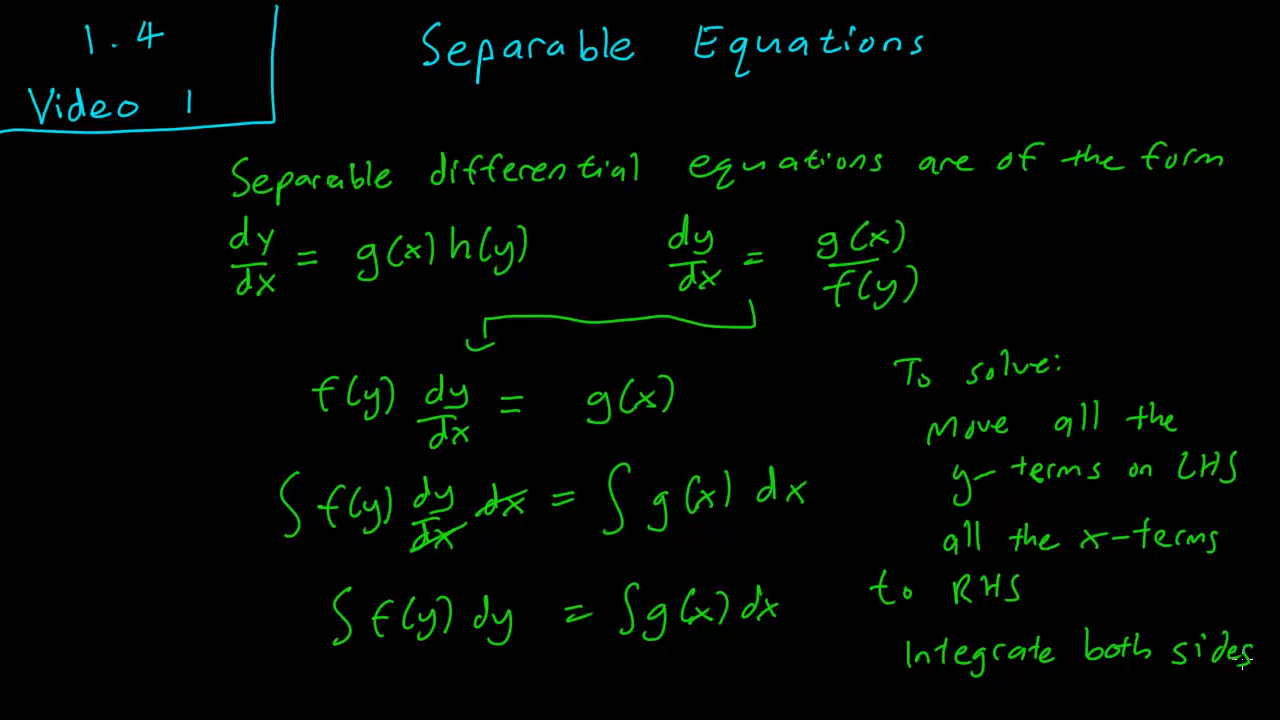 1.4
Video 1
Separable Equations
Separable differential equations are of the form
dy/dx = g(x) h(y)    dy/dx = g(x)/f(y)
f(y) dy/dx = g(x)
∫ f(y) dy/dx dx = ∫ g(x) dx
∫ f(y) dy = ∫ g(x) dx
To solve:
Move all the
y-terms on LHS
all the x-terms
to RHS
Integrate both sides